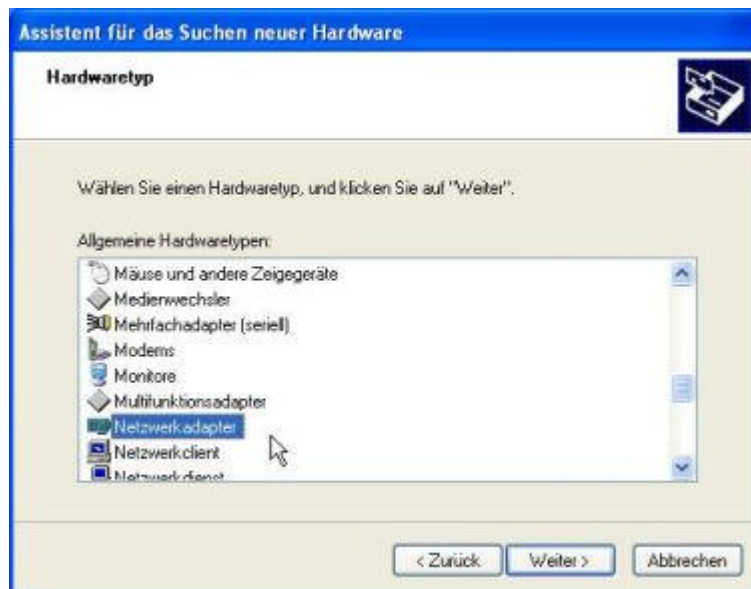 Assistent für das Suchen neuer Hardware
Hardwaretyp
Wählen Sie einen Hardwaretyp, und klicken Sie auf "Weiter".
Allgemeine Hardwaretypen:
Mäuse und andere Zeigegeräte
Medienwechsler
Mehrfachadapter (seriell)
Modems
Monitore
Multifunktionsadapter
Netzwerkadapter
Netzwerkclient
Netzwerkdienst
< Zurück
Weiter >
Abbrechen